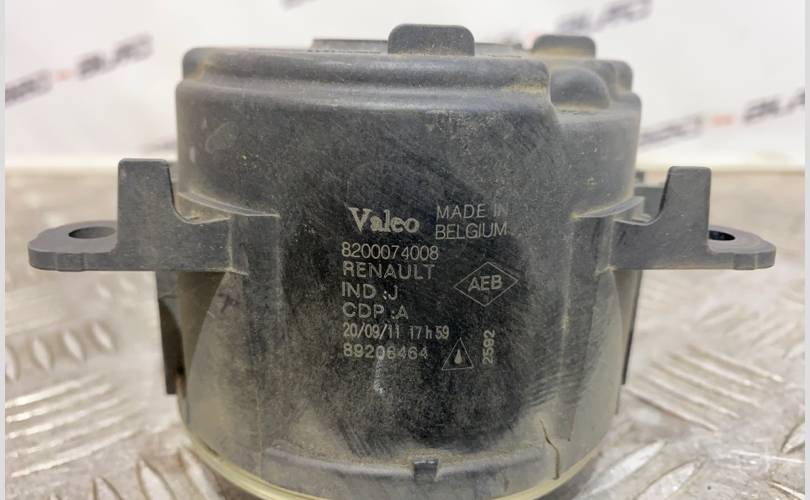 Valeo MADE IN BELGIUM
8200074008
RENAULT
IND :J
AEB
CDP :A
20/09/11 17h59
89206464
2592